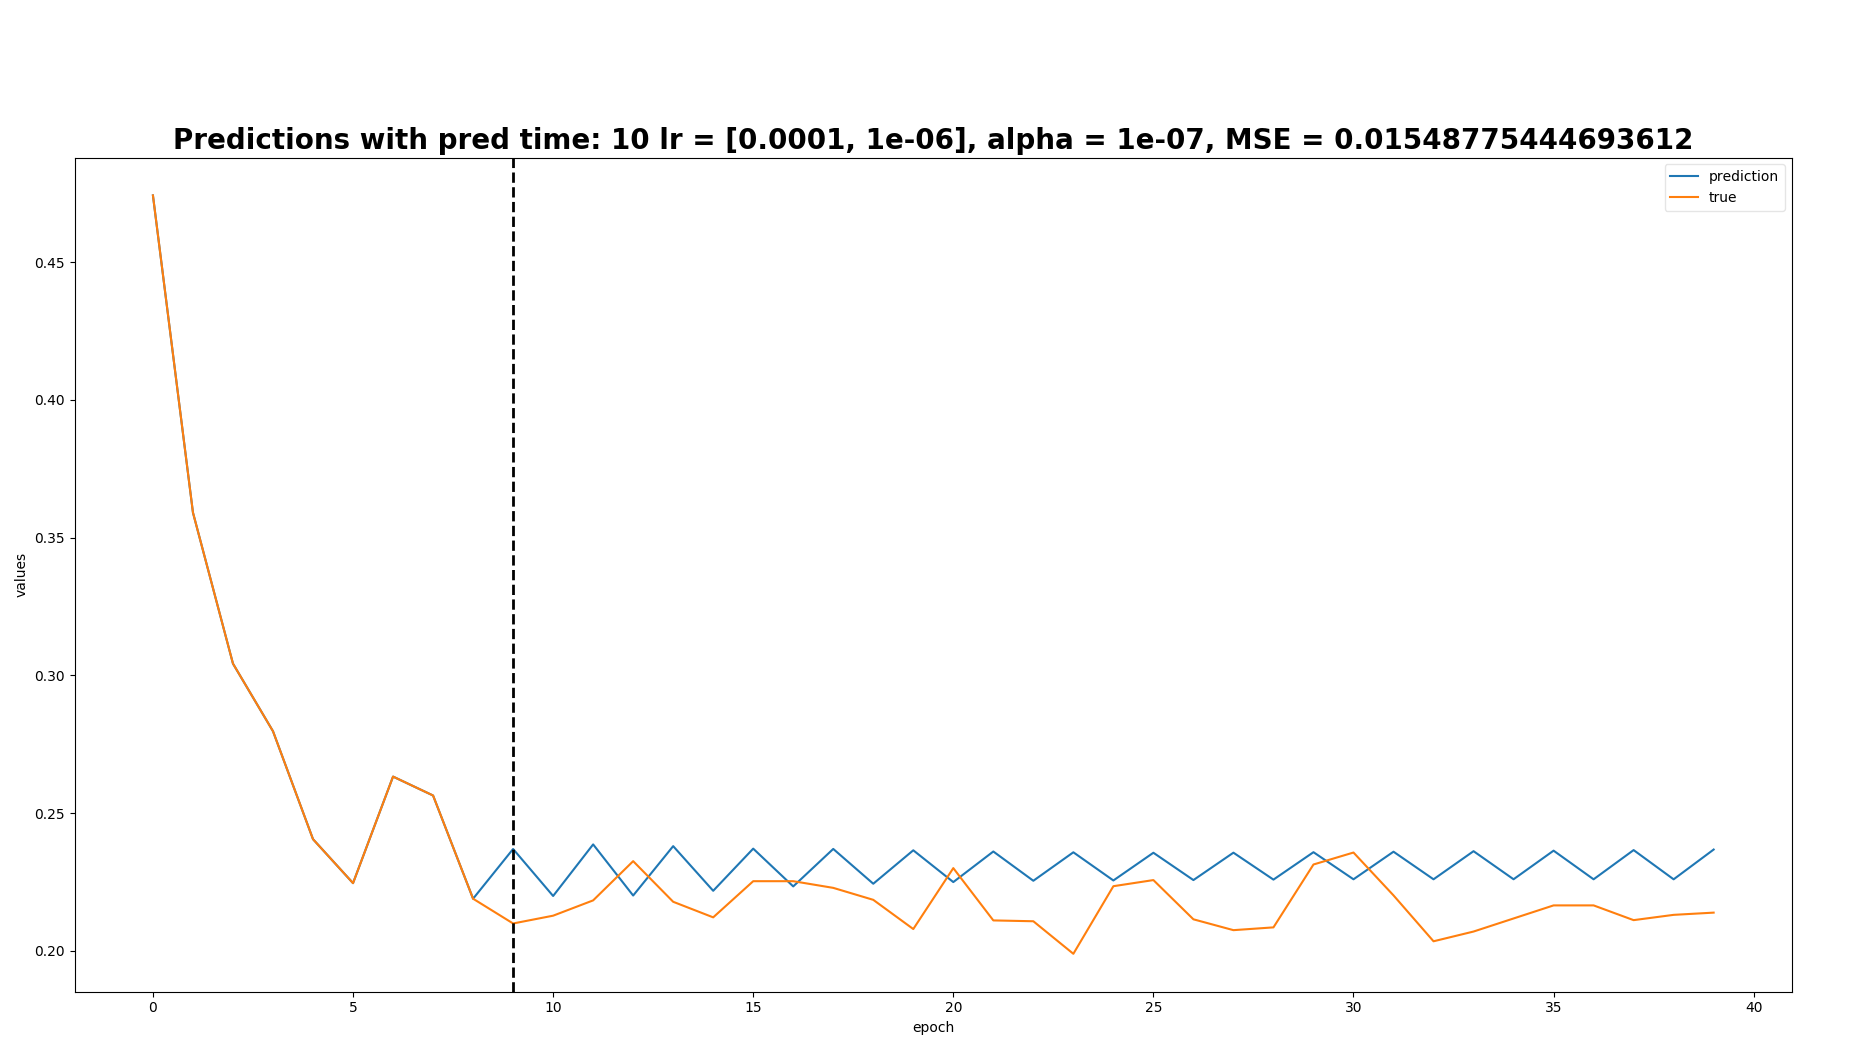 Predictions with pred time: 10 lr = [0.0001, 1e-06], alpha = 1e-07, MSE = 0.01548775444693612
prediction
true
0.45
0.40
0.35
0.30
0.25
0.20
values
0 5 10 15 20 25 30 35 40
epoch